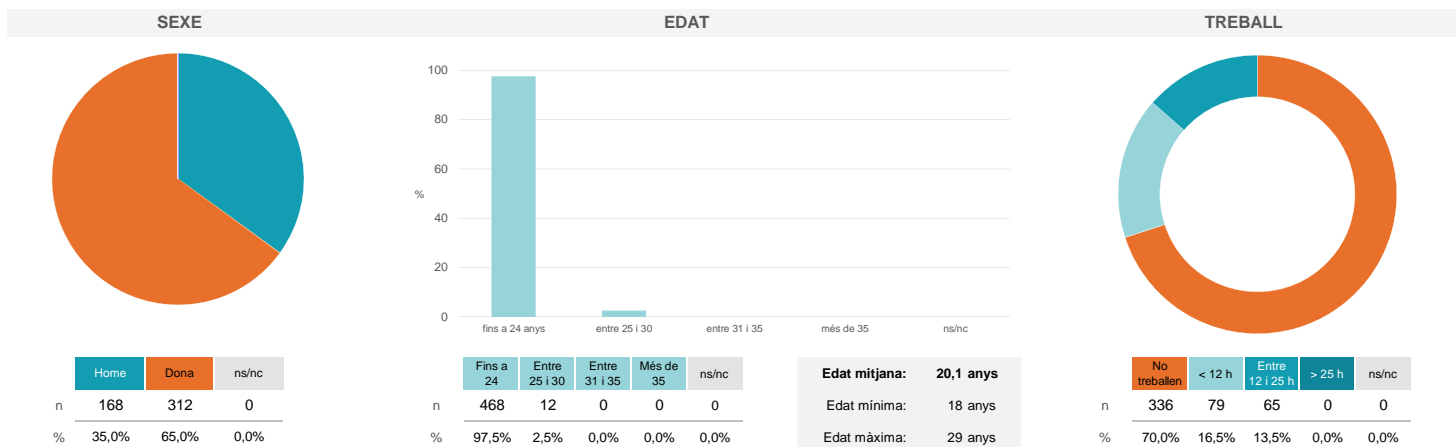 SEXE EDAT TREBALL
100
80
60
%
40
20
0
fins a 24 anys entre 25 i 30 entre 31 i 35 més de 35 ns/nc
Home Dona ns/nc
n 168 312 0
% 35,0% 65,0% 0,0%
Fins a 24 Entre 25 i 30 Entre 31 i 35 Més de 35 ns/nc
n 468 12 0 0 0
% 97,5% 2,5% 0,0% 0,0% 0,0%
Edat mitjana: 20,1 anys
Edat mínima: 18 anys
Edat màxima: 29 anys
No treballen < 12 h Entre 12 i 25 h > 25 h ns/nc
n 336 79 65 0 0
% 70,0% 16,5% 13,5% 0,0% 0,0%